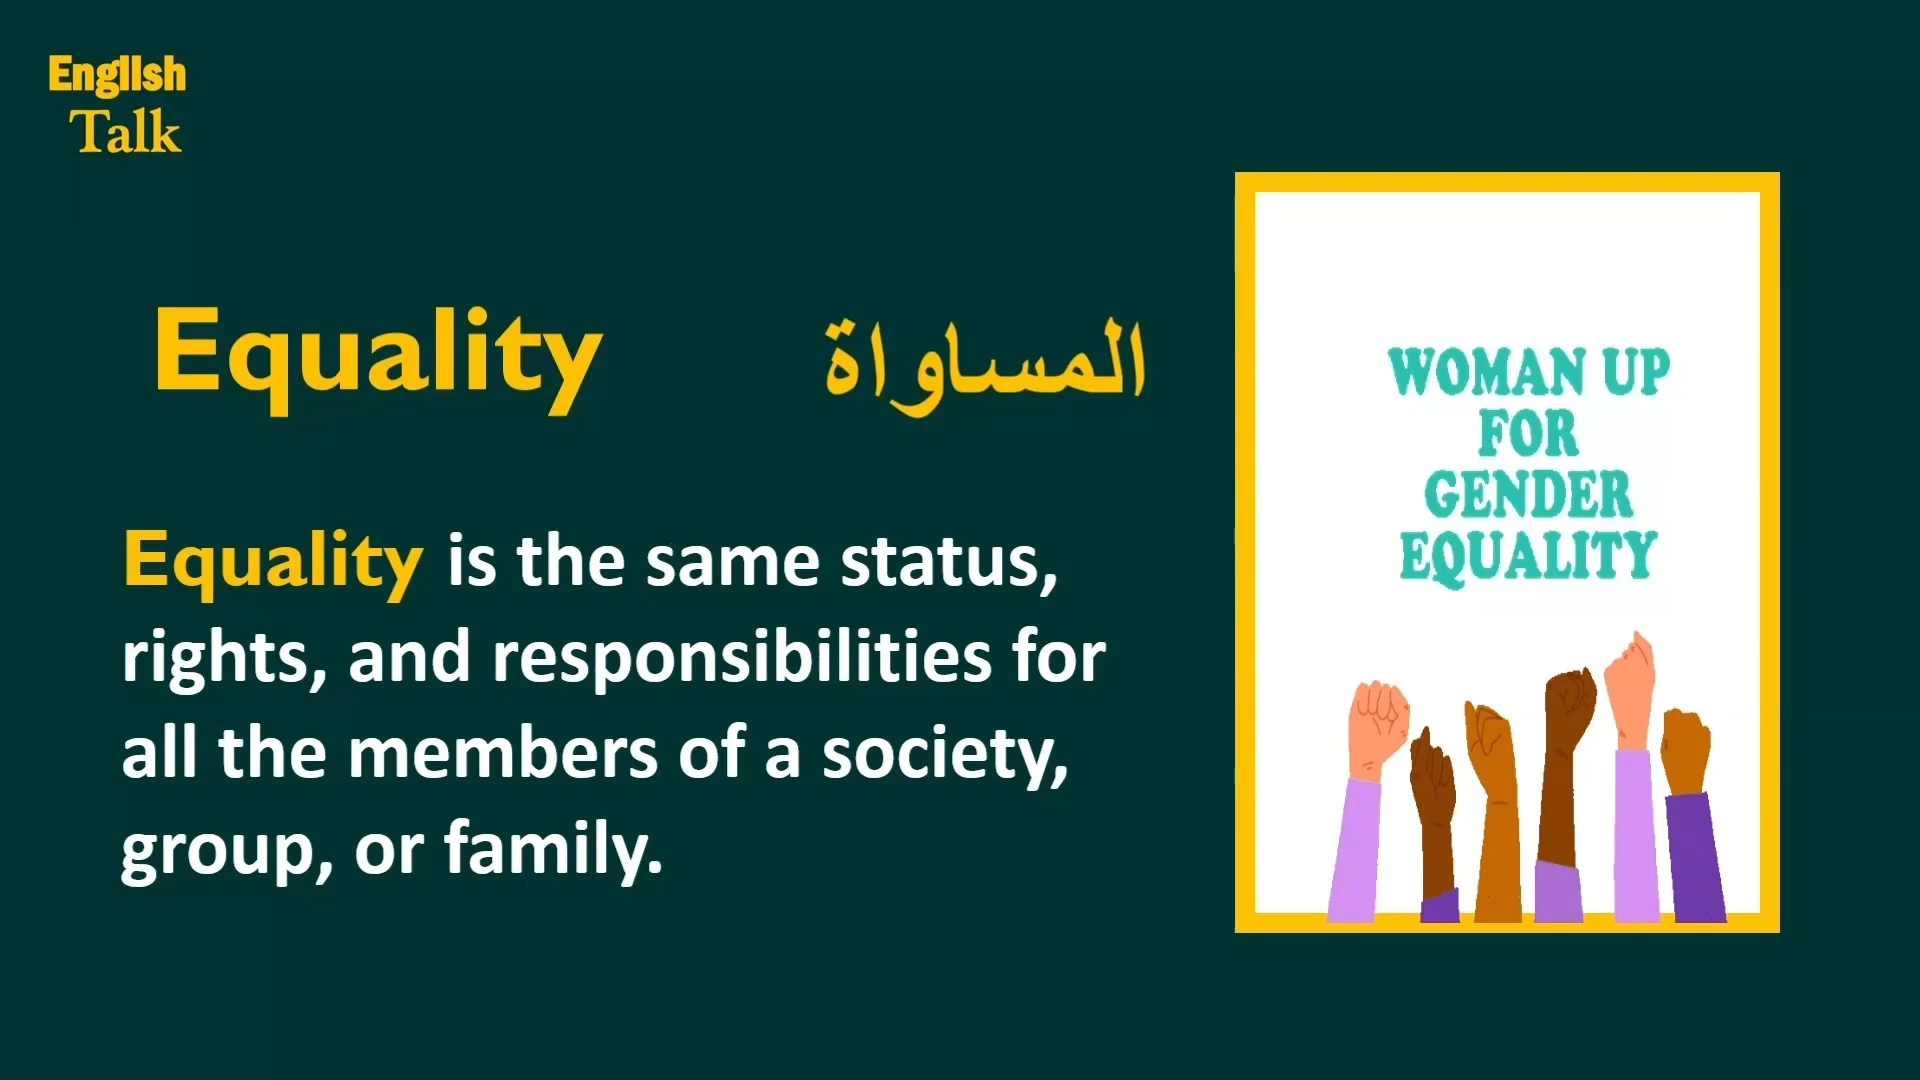 English
Talk
Equality
المساواة
Equality is the same status,
rights, and responsibilities for
all the members of a society,
group, or family.
WOMAN UP
FOR
GENDER
EQUALITY